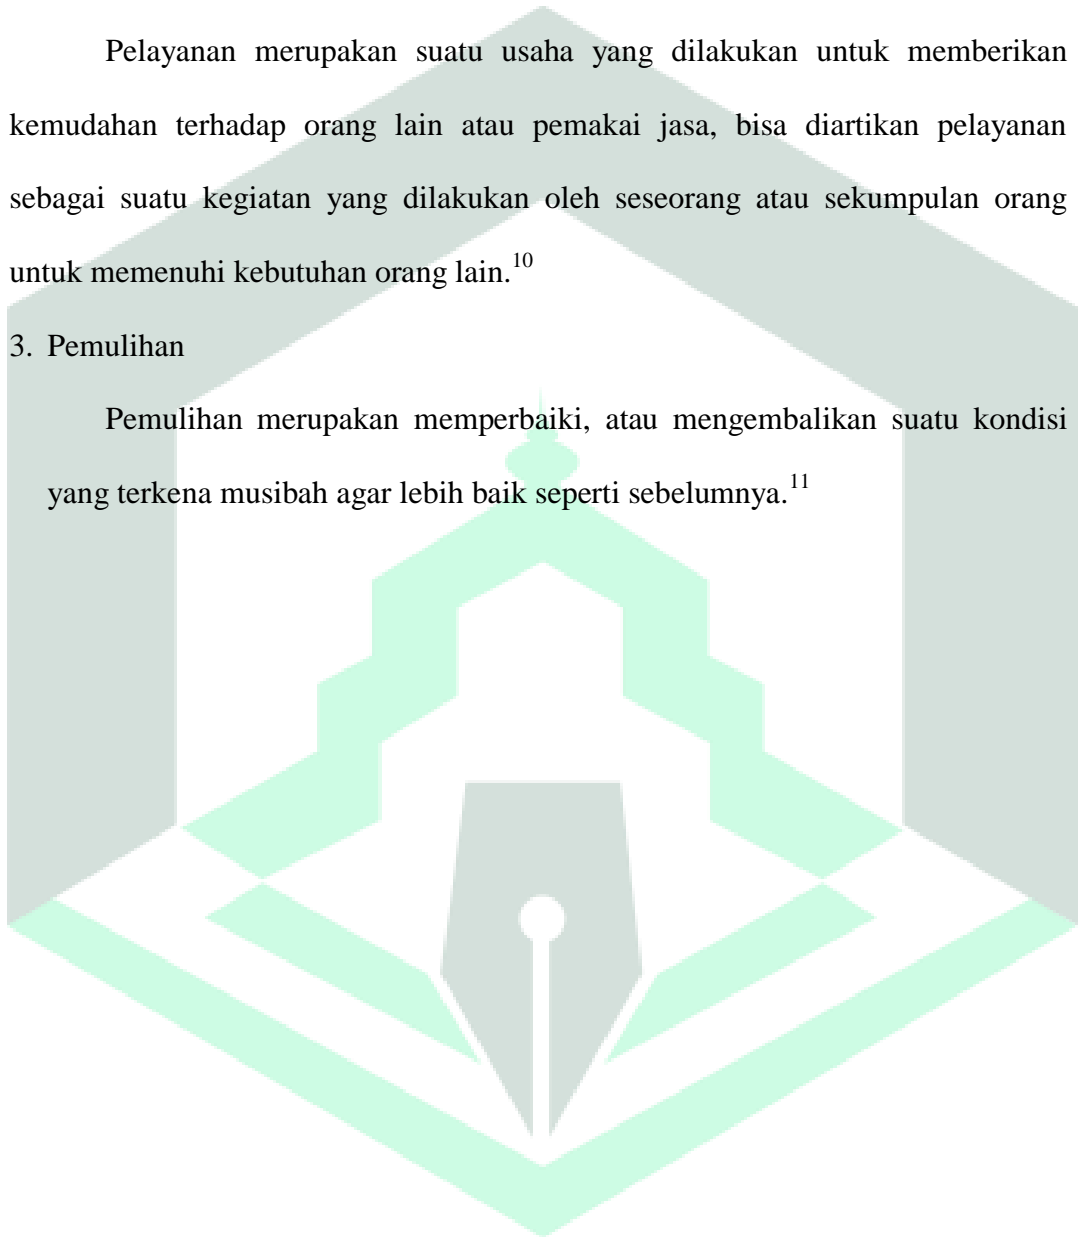 Pelayanan merupakan suatu usaha yang dilakukan untuk memberikan
kemudahan terhadap orang lain atau pemakai jasa, bisa diartikan pelayanan
sebagai suatu kegiatan yang dilakukan oleh seseorang atau sekumpulan orang
untuk memenuhi kebutuhan orang lain.10
3. Pemulihan
Pemulihan merupakan memperbaiki, atau mengembalikan suatu kondisi
yang terkena musibah agar lebih baik seperti sebelumnya.11